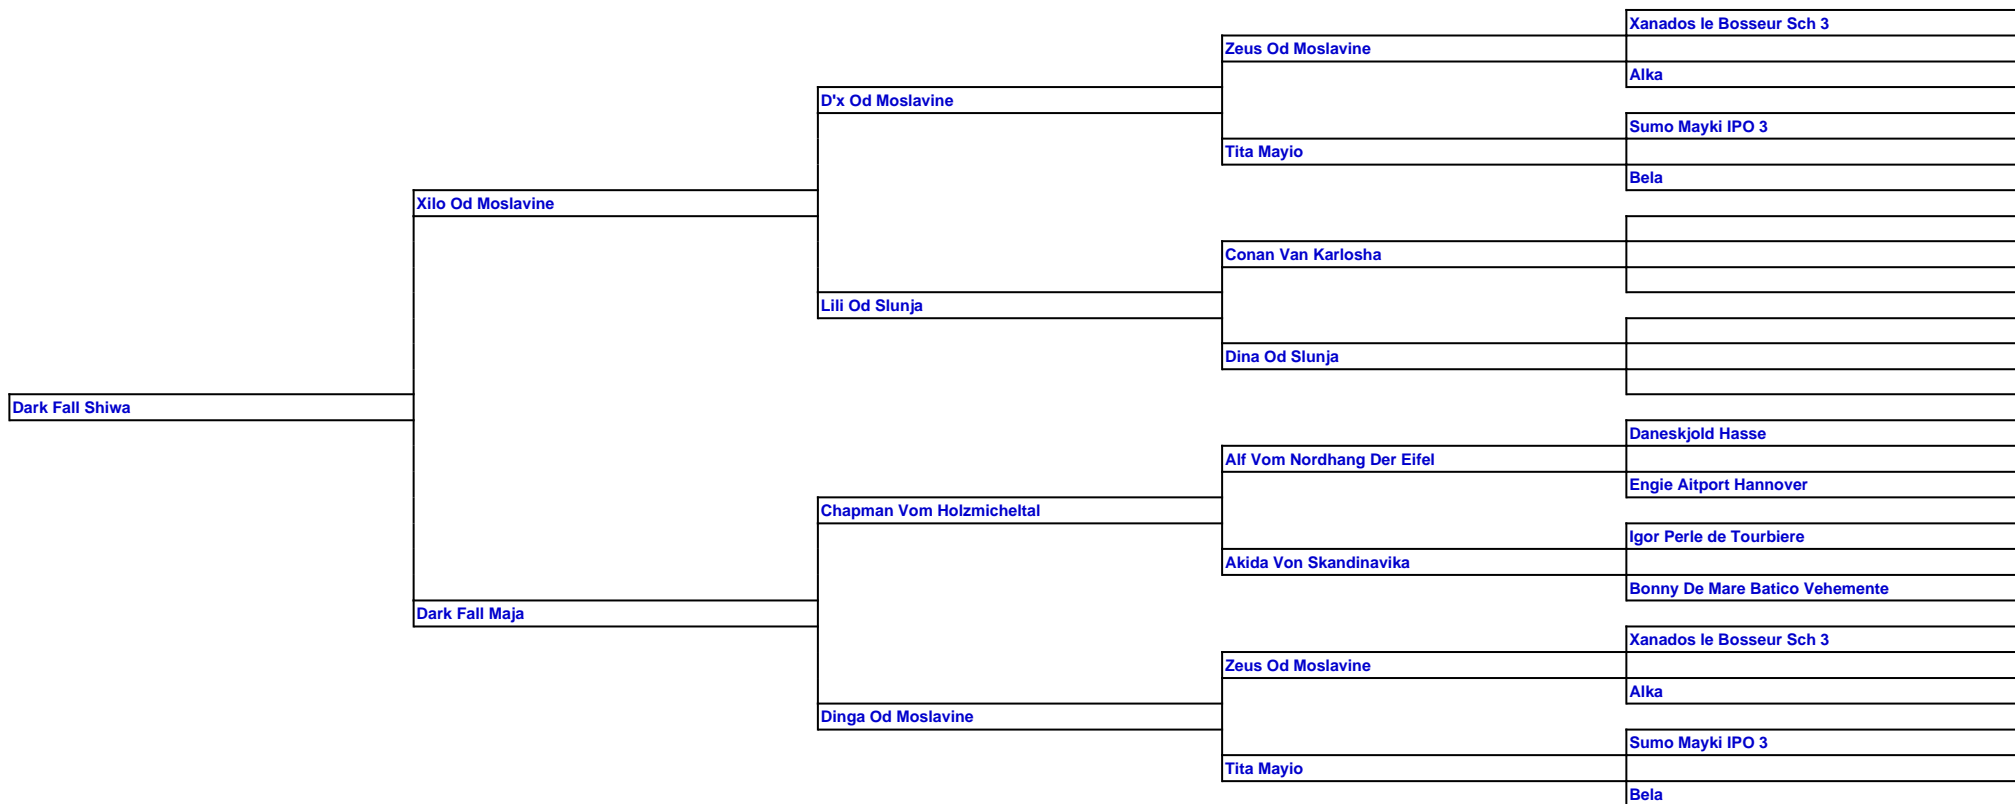 Xanados le Bosseur Sch 3
Zeus Od Moslavine
Alka
D'x Od Moslavine
Sumo Mayki IPO 3
Tita Mayio
Bela
Xilo Od Moslavine
Conan Van Karlosha
Lili Od Slunja
Dina Od Slunja
Dark Fall Shiwa
Daneskjold Hasse
Alf Vom Nordhang Der Eifel
Engie Aitport Hannover
Chapman Vom Holzmicheltal
Igor Perle de Tourbiere
Akida Von Skandinavika
Bonny De Mare Batico Vehemente
Dark Fall Maja
Xanados le Bosseur Sch 3
Zeus Od Moslavine
Alka
Dinga Od Moslavine
Sumo Mayki IPO 3
Tita Mayio
Bela